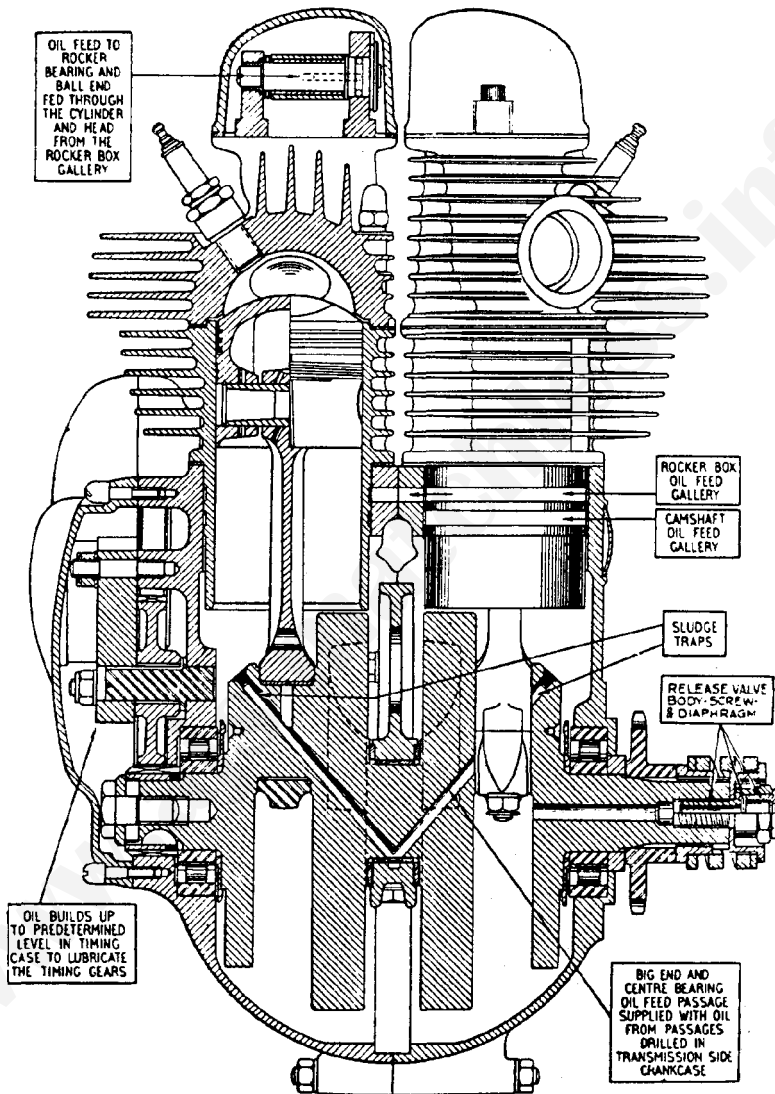 OIL FEED TO
ROCKER
BEARING AND
BALL END
FED THROUGH
THE CYLINDER
AND HEAD
FROM THE
ROCKER BOX
GALLERY
ROCKER BOX
OIL FEED
GALLERY
CAMSHAFT
OIL FEED
GALLERY
SLUDGE
TRAPS
RELEASE VALVE
BODY-SCREW-
& DIAPHRAGM
OIL BUILDS UP
TO PREDETERMINED
LEVEL IN TIMING
CASE TO LUBRICATE
THE TIMING GEARS
BIG END AND
CENTRE BEARING
OIL FEED PASSAGE
SUPPLIED WITH OIL
FROM PASSAGES
DRILLED IN
TRANSMISSION SIDE
CHANKCASE